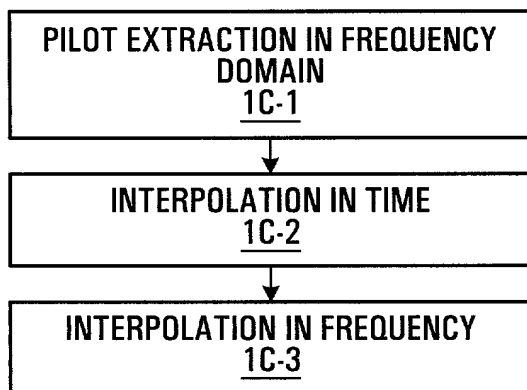 PILOT EXTRACTION IN FREQUENCY
DOMAIN
1C-1
INTERPOLATION IN TIME
1C-2
INTERPOLATION IN FREQUENCY
1C-3